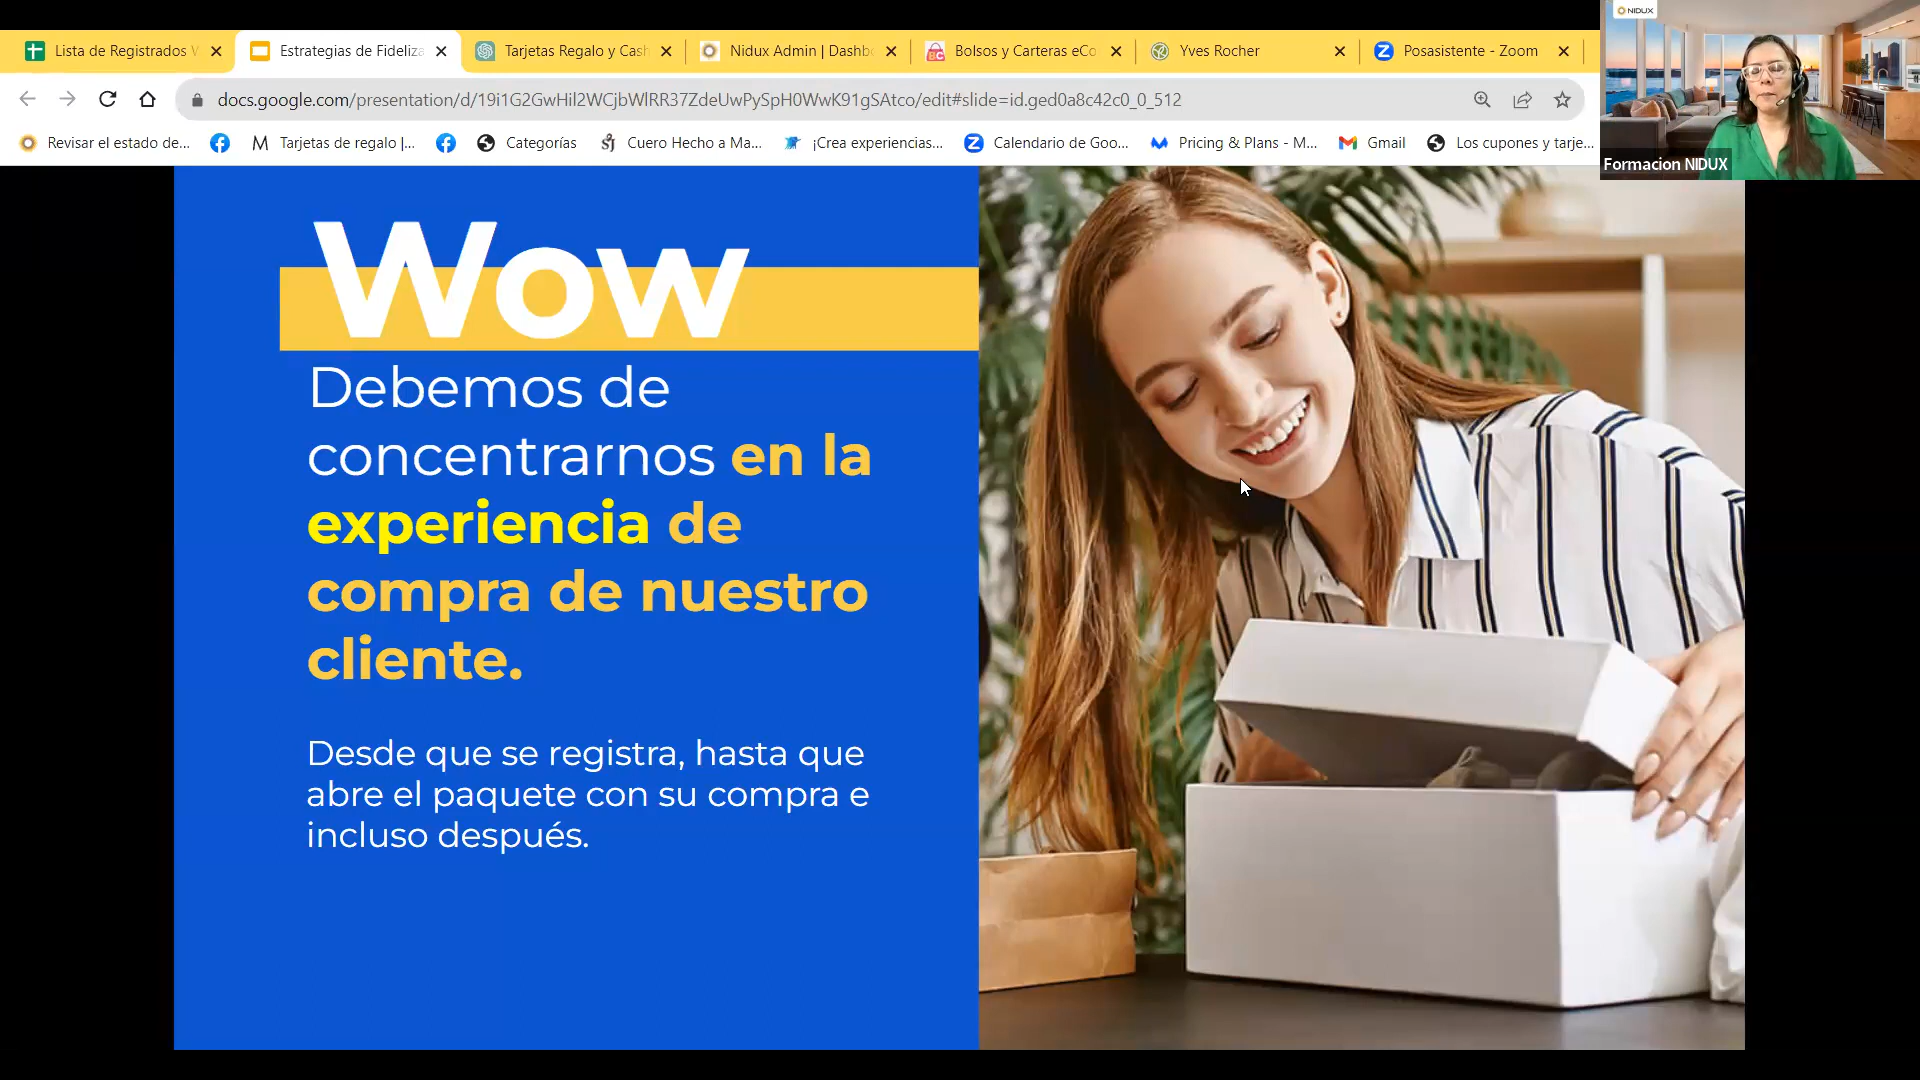 Lista de Registrados V
Estrategias de Fideliza
Tarjetas Regalo y Cash
Nidux Admin | Dashbo
Bolsos y Carteras eCo
Yves Rocher
Posasistente - Zoom
NIDUX
docs.google.com/presentation/d/19i1G2GwHil2WCjbWlRR37ZdeUwPySpH0WwK91gSAtco/edit#slide=id.ged0a8c42c0_0_512
Revisar el estado de...
Tarjetas de regalo |...
Categorías
Cuero Hecho a Ma...
¡Crea experiencias...
Calendario de Goo...
Pricing & Plans - M...
Gmail
Los cupones y tarje...
Formacion NIDUX
Wow
Debemos de
concentrarnos en la
experiencia de
compra de nuestro
cliente.
Desde que se registra, hasta que
abre el paquete con su compra e
incluso después.